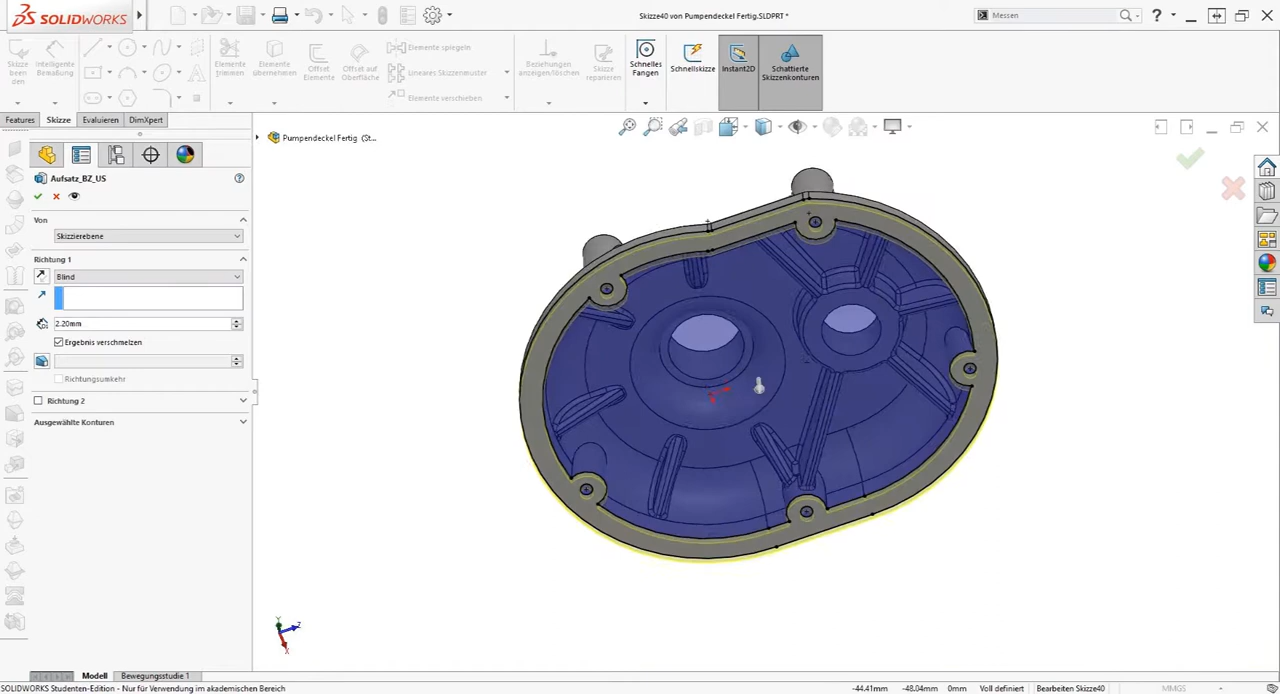 SOLIDWORKS
Skizze40 von Pumpendeckel Fertig.SLDPRT *
Messen
Skizze bear den
Intelligente Bemaßung
Elemente trimmen
Elemente übernehmen
Offset Elemente
Offset auf Oberfläche
Elemente spiegeln
Lineares Skizzenmuster
Elemente verschieben
Beziehungen anzeigen/löschen
Skizze reparieren
Schnelles Fangen
Schnellskizze
Instant2D
Schattierte Skizzenkonturen
Features
Skizze
Evaluieren
DimXpert
Pumpendeckel Fertig (St...
Aufsatz_BZ_US
Von
Skizzierebene
Richtung 1
Blind
2.20mm
Ergebnis verschmelzen
Richtungsumkehr
Richtung 2
Ausgewählte Konturen
Y
Z
X
Modell
Bewegungsstudie 1
SOLIDWORKS Studenten-Edition - Nur für Verwendung im akademischen Bereich
-44.41mm
-48.04mm
0mm
Voll definiert
Bearbeiten Skizze40
MMGS